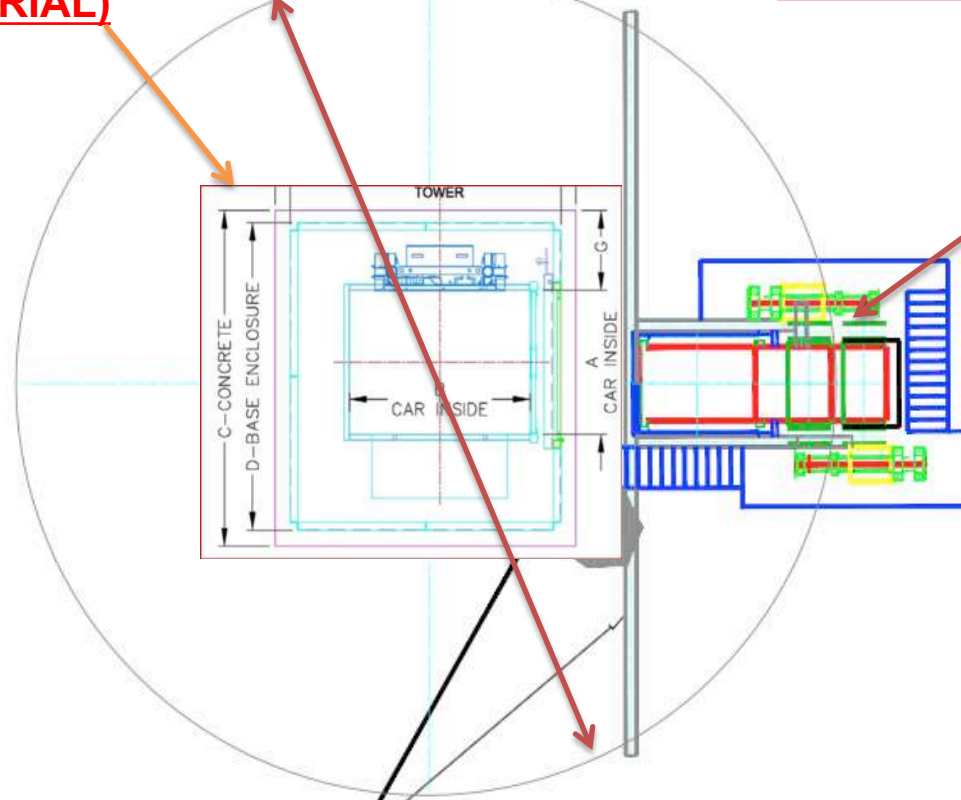 RIAL)
TOWER
C-CONCRETE
D-BASE ENCLOSURE
G
A
CAR INSIDE
B
CAR INSIDE